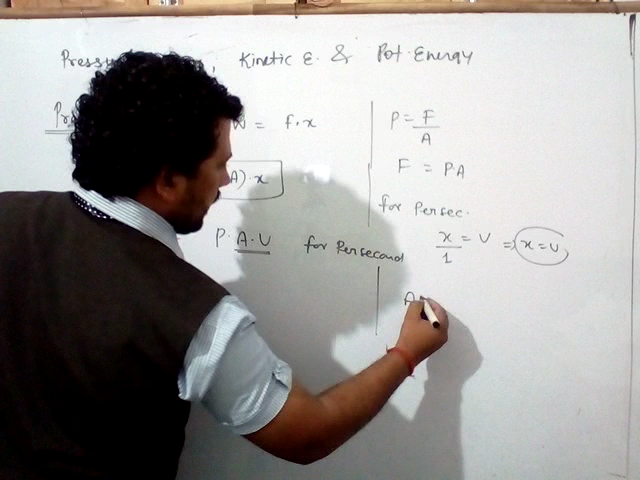 Kinetic E. & Pot. Energy
= f.x
P = F/A
A).x
F = PA
for Persec.
P. A.V for Persecond
x/1 = V => x = V
A